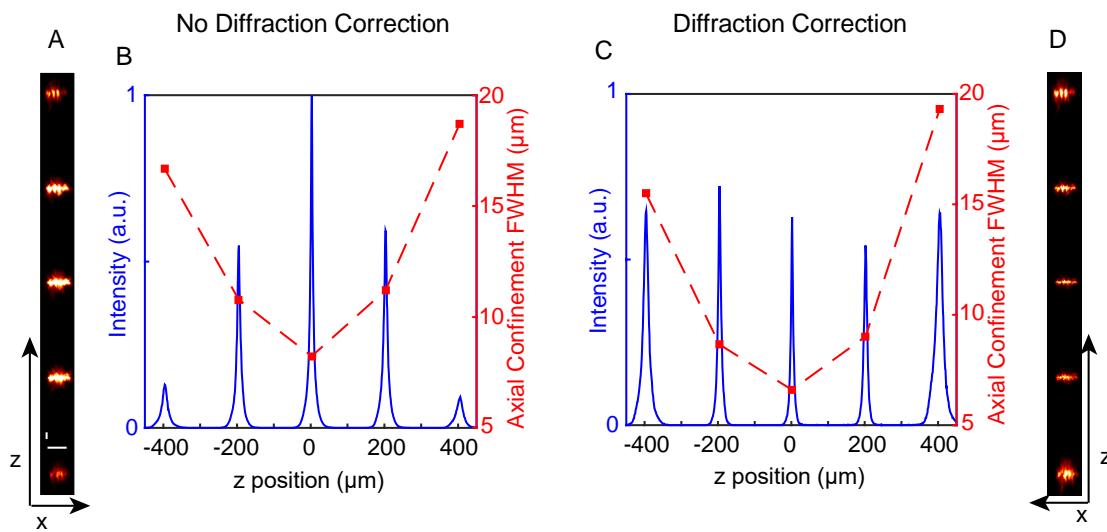 No Diffraction Correction
Diffraction Correction
A
B
C
D
Intensity (a.u.)
1
0
20
15
10
5
Axial Confinement FWHM (µm)
-400 -200 0 200 400
z position (µm)
Intensity (a.u.)
1
0
20
15
10
5
Axial Confinement FWHM (µm)
-400 -200 0 200 400
z position (µm)
z
x
z
x